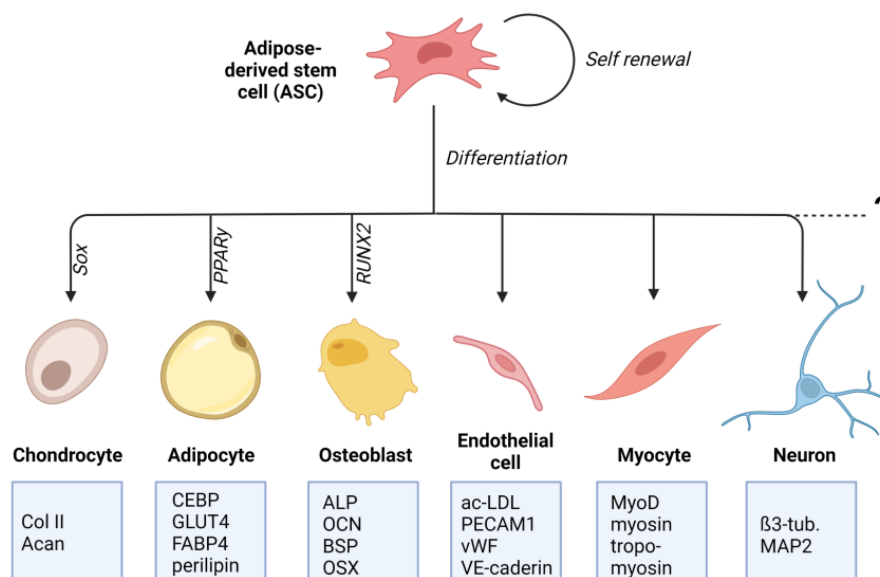 Adipose-
derived stem
cell (ASC)
Self renewal
Differentiation
Sox
PPARy
RUNX2
Chondrocyte
Adipocyte
Osteoblast
Endothelial
cell
Myocyte
Neuron
Col II
Acan
CEBP
GLUT4
FABP4
perilipin
ALP
OCN
BSP
OSX
ac-LDL
PECAM1
vWF
VE-caderin
MyoD
myosin
tropo-
myosin
ß3-tub.
MAP2